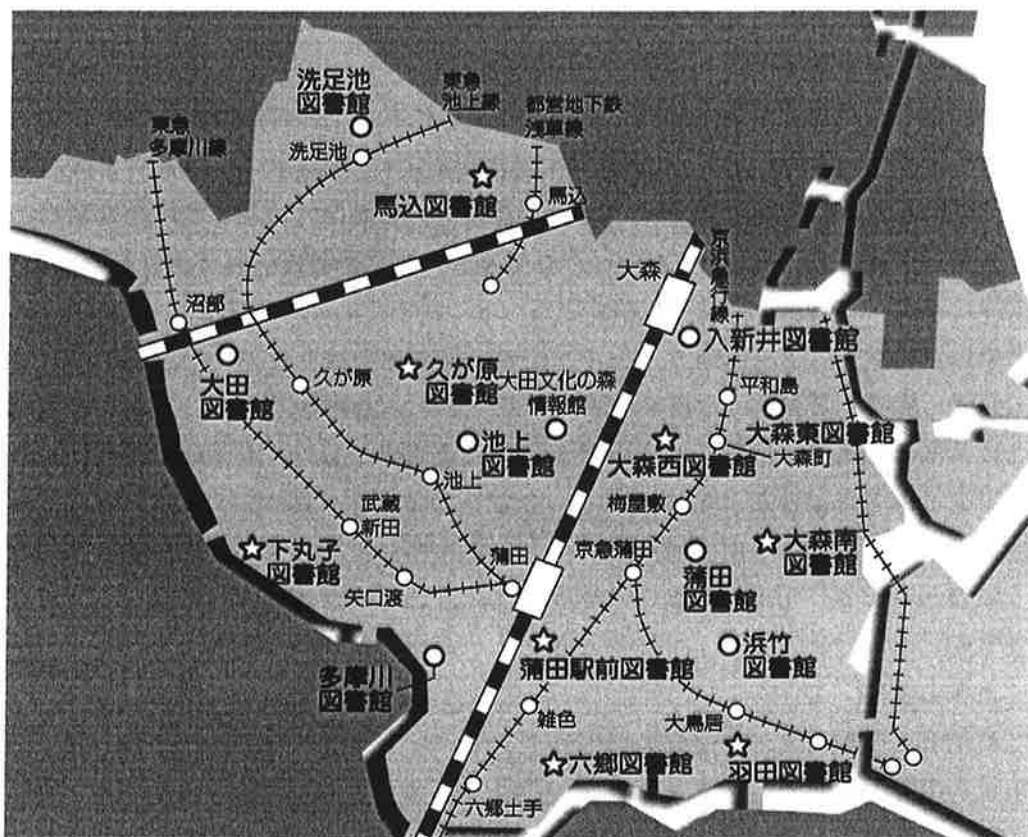 洗足池
図書館
東急
池上線
都営地下鉄
浅草線
東急
多摩川線
洗足池
馬込図書館
馬込
大森
京浜急行線
沼部
入新井図書館
大田
図書館
久が原
久が原
図書館
大田文化の森
情報館
平和島
大森東図書館
池上
図書館
大森西図書館
大森町
池上
梅屋敷
武蔵
新田
下丸子
図書館
蒲田
京急蒲田
大森南
図書館
蒲田
図書館
矢口渡
多摩川
図書館
蒲田駅前図書館
浜竹
図書館
雑色
大鳥居
六郷図書館
羽田図書館
六郷土手